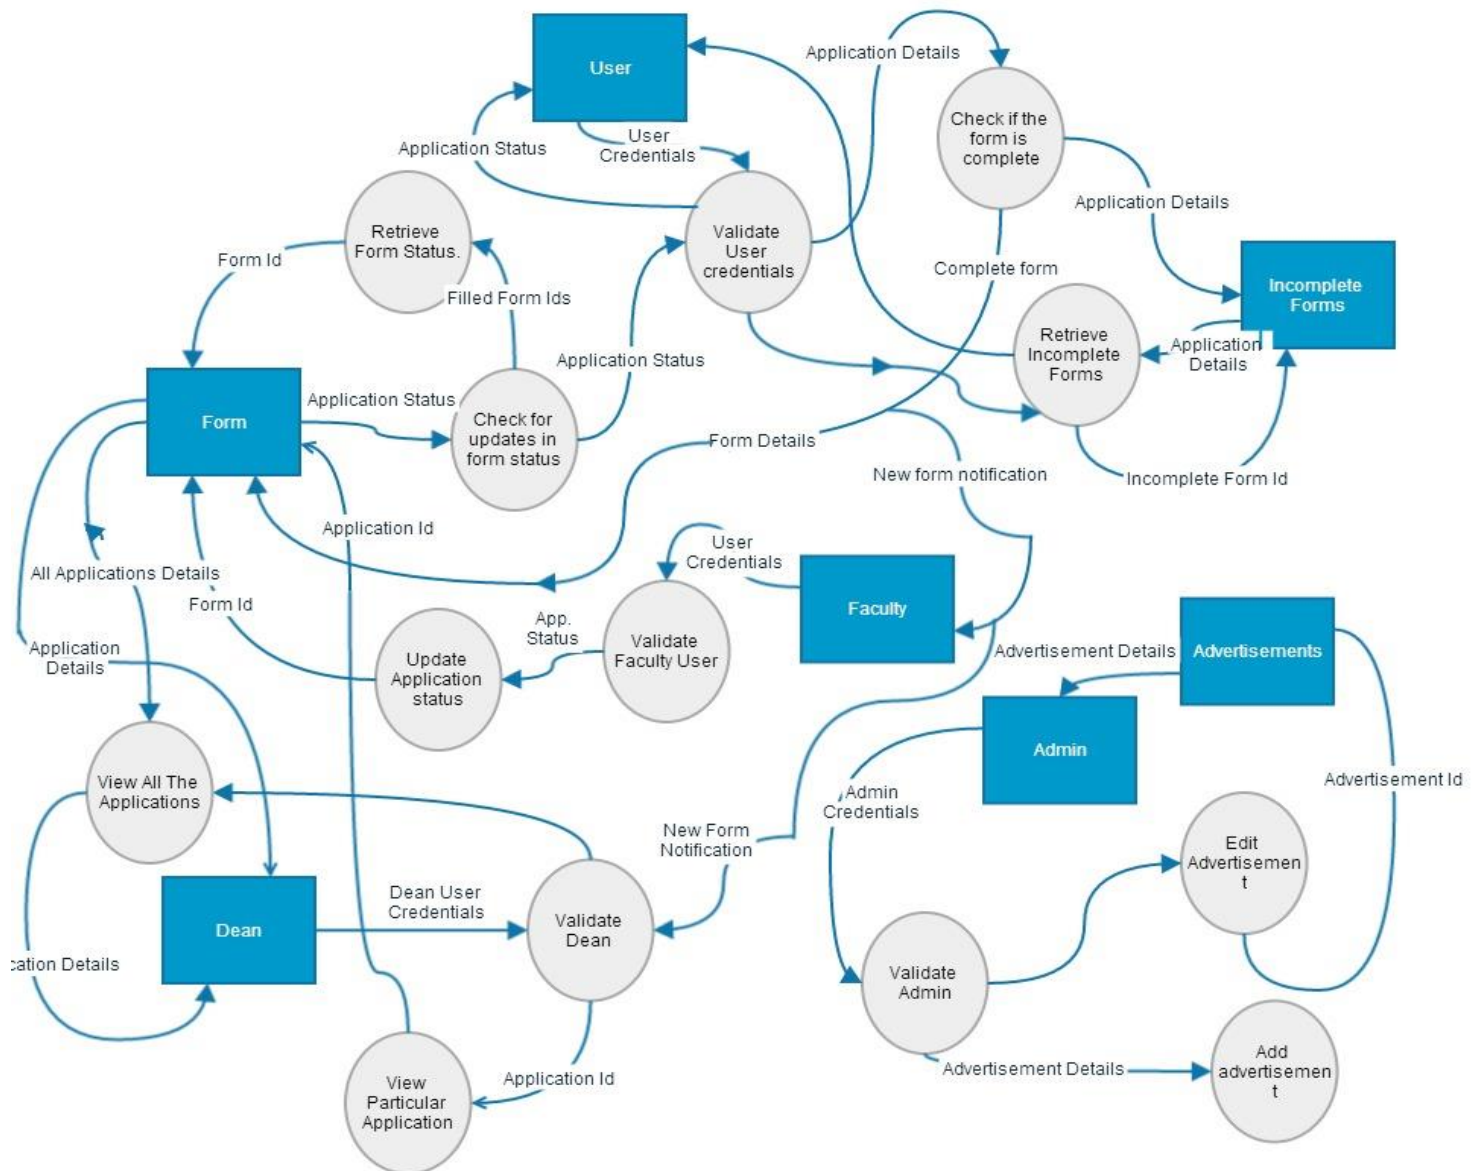 User
Application Details
Check if the
form is
complete
User
Credentials
Application Status
Application Details
Retrieve
Form Status.
Validate
User
credentials
Form Id
Complete form
Incomplete
Forms
Filled Form Ids
Retrieve
Incomplete
Forms
Application
Details
Application Status
Form
Application Status
Check for
updates in
form status
Form Details
New form notification
Incomplete Form Id
Application Id
User
Credentials
All Applications Details
Form Id
Faculty
App.
Status
Validate
Faculty User
Advertisement Details
Advertisements
Application
Details
Update
Application
status
Admin
View All The
Applications
Admin
Credentials
Advertisement Id
New Form
Notification
Edit
Advertisemen
t
Dean User
Credentials
Dean
Validate
Dean
cation Details
Validate
Admin
Advertisement Details
Add
advertisemen
t
Application Id
View
Particular
Application